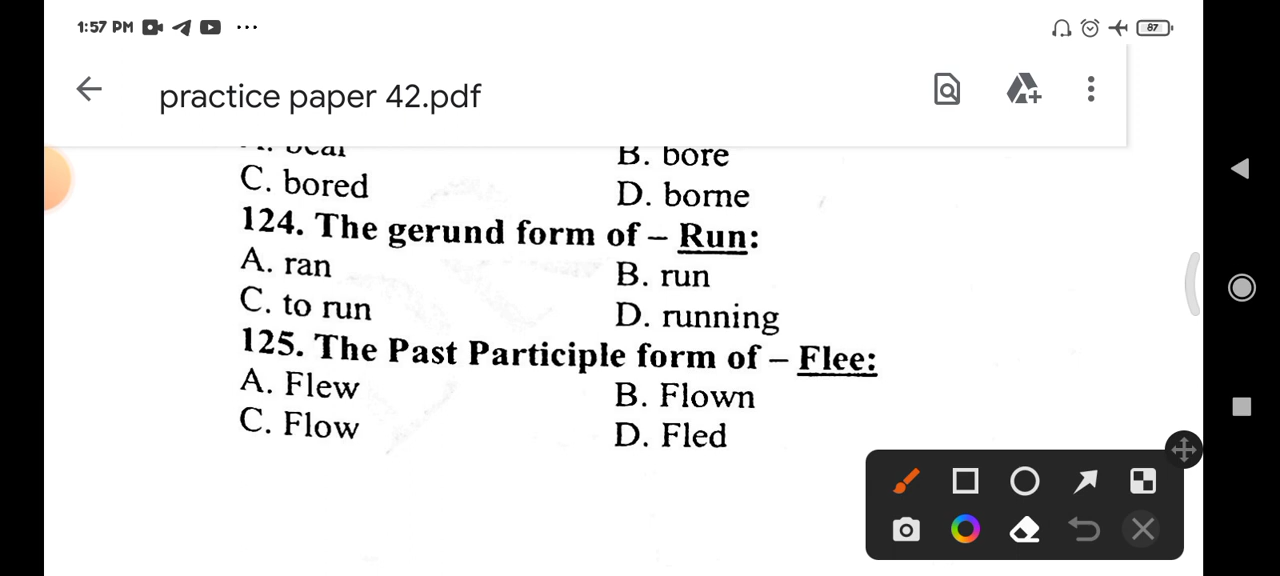 1:57 PM ...
87
practice paper 42.pdf
B. bore
C. bored D. borne
124. The gerund form of – Run:
A. ran B. run
C. to run D. running
125. The Past Participle form of – Flee:
A. Flew B. Flown
C. Flow D. Fled